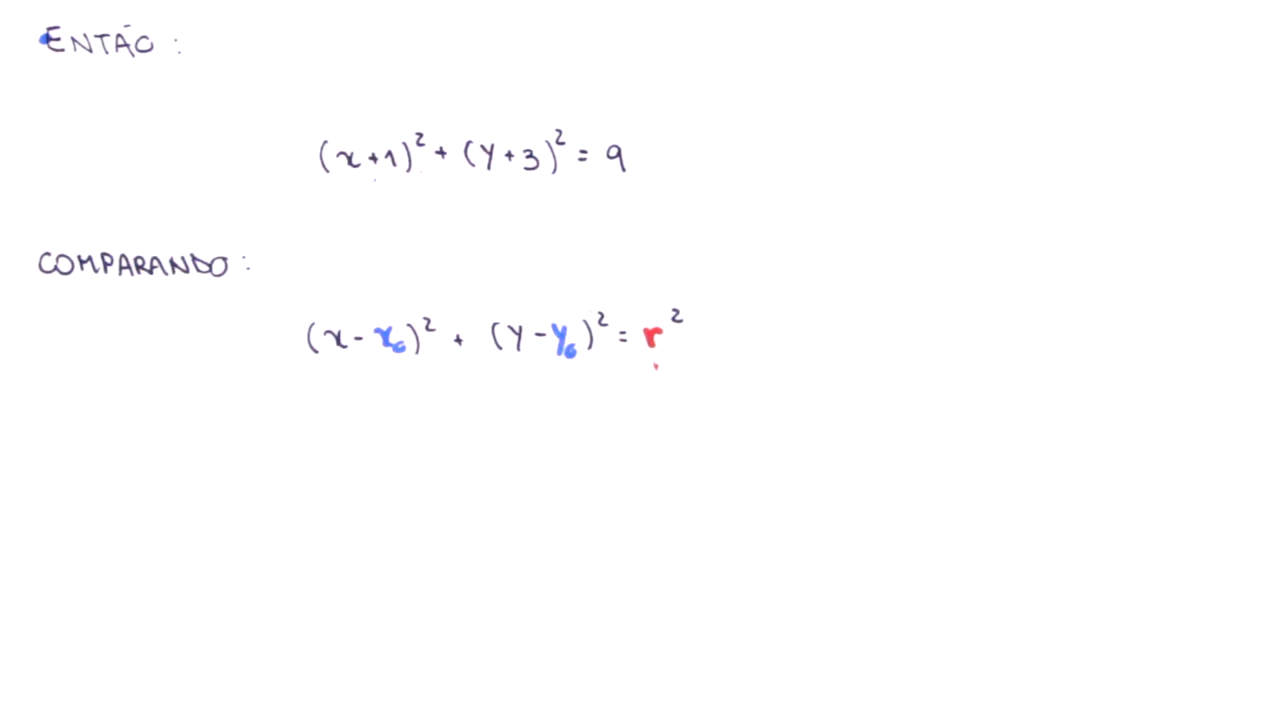 ENTÃO :
(x+1)² + (y+3)² = 9
COMPARANDO :
(x - x₀)² + (y - y₀)² = r²